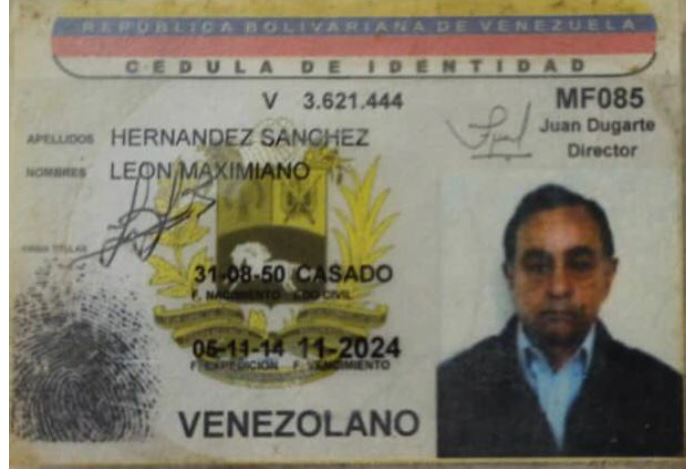 REPUBLICA BOLIVARIANA DE VENEZUELA
CEDULA DE IDENTIDAD
V 3.621.444
MF085
Juan Dugarte
Director
APELLIDOS HERNANDEZ SANCHEZ
NOMBRES LEON MAXIMIANO
FIRMA TITULAR
31-08-50 CASADO
F. NACIMIENTO EDO CIVIL
05-11-14 11-2024
F. EXPEDICION F. VENCIMIENTO
VENEZOLANO